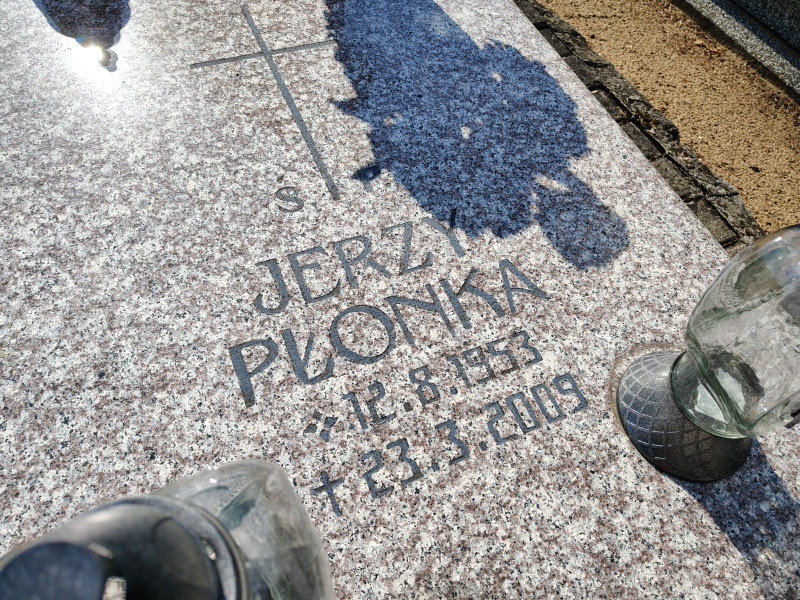 Ś
JERZY
PŁONKA
12.8.1953
✝ 23.3.2009